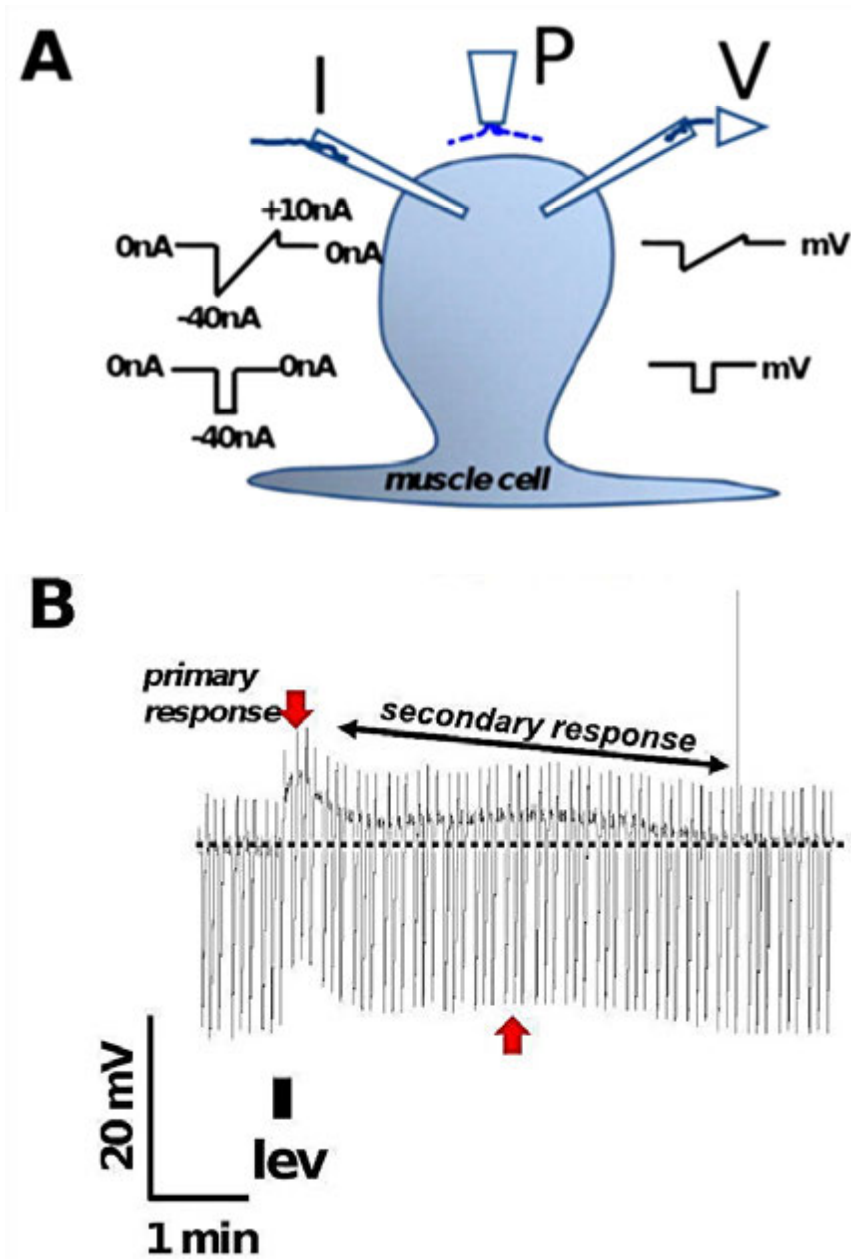 A
I
P
V
+10nA
0nA
0nA
mV
-40nA
0nA
0nA
mV
-40nA
muscle cell
B
primary
response
secondary response
20 mV
lev
1 min